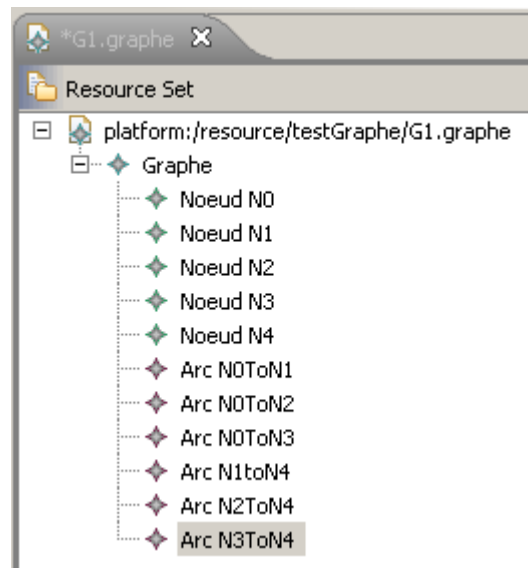 *G1.graphe
Resource Set
platform:/resource/testGraphe/G1.graphe
Graphe
Noeud N0
Noeud N1
Noeud N2
Noeud N3
Noeud N4
Arc N0ToN1
Arc N0ToN2
Arc N0ToN3
Arc N1toN4
Arc N2ToN4
Arc N3ToN4